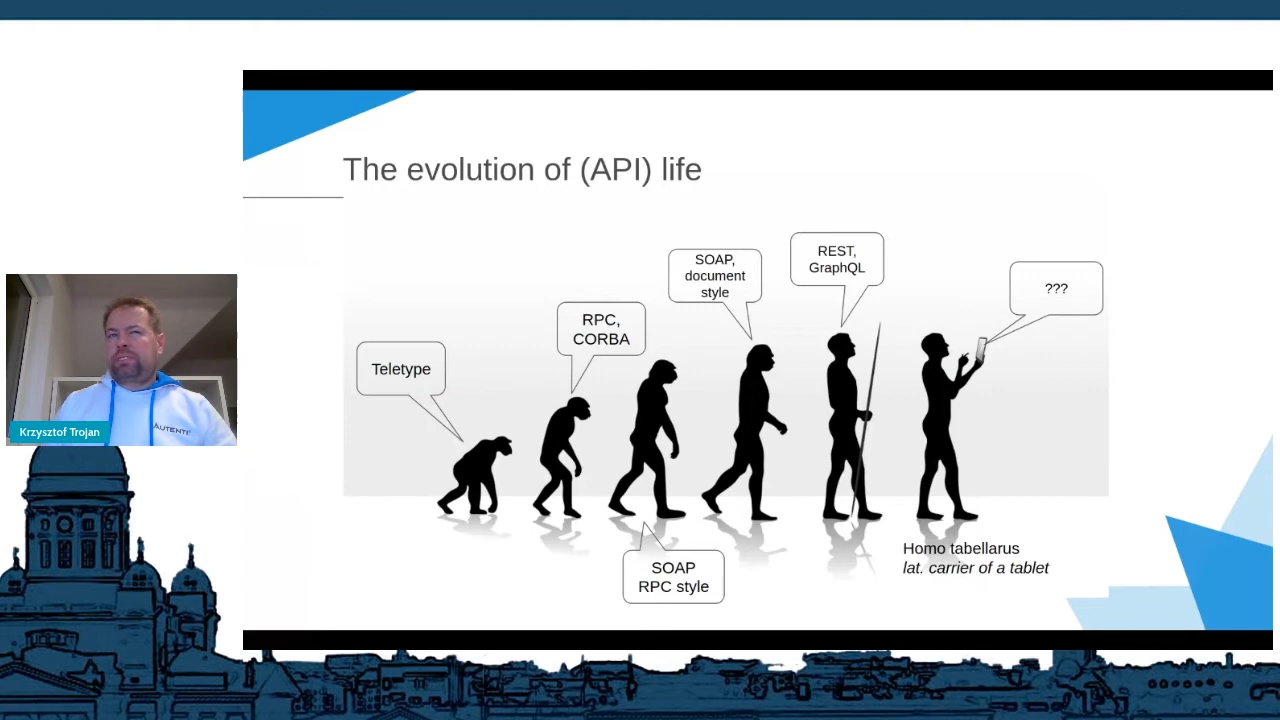 The evolution of (API) life
Teletype
RPC,
CORBA
SOAP
RPC style
SOAP,
document
style
REST,
GraphQL
???
Homo tabellarus
lat. carrier of a tablet
Krzysztof Trojan
AUTENTI